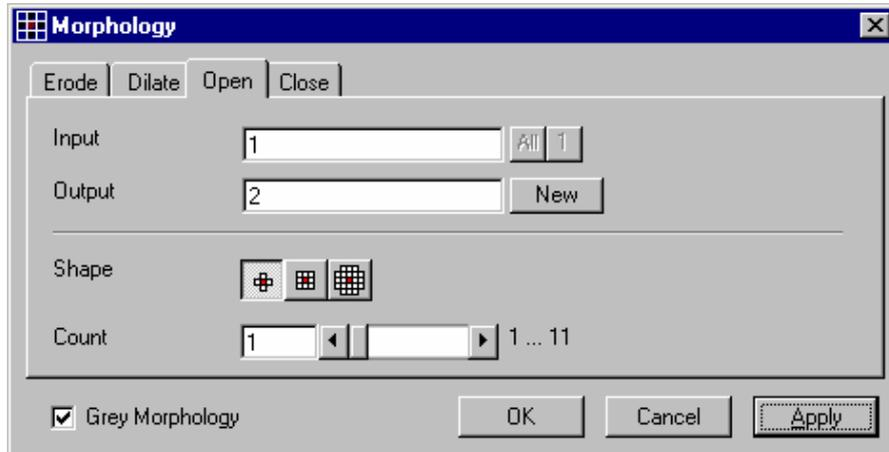 Morphology
Erode Dilate Open Close
Input 1 All 1
Output 2 New
Shape
Count 1 1 ... 11
Grey Morphology OK Cancel Apply